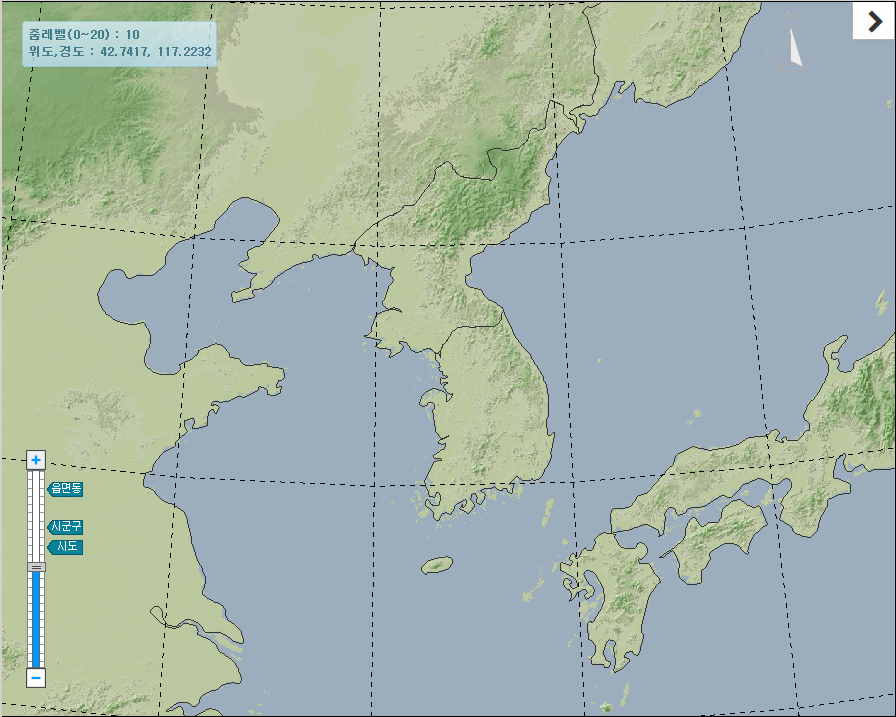 줌레벨(0~20) : 10
위도,경도 : 42.7417, 117.2232
읍면동
시군구
시도